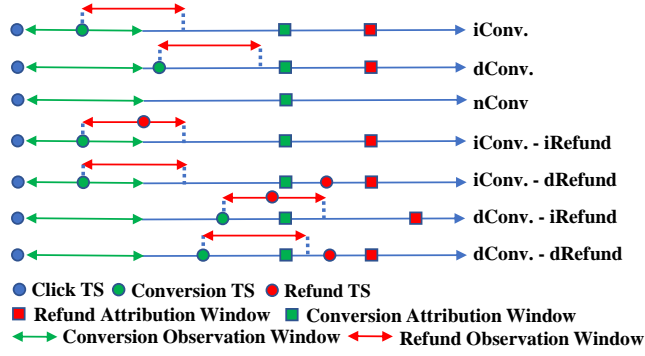 iConv.
dConv.
nConv
iConv. - iRefund
iConv. - dRefund
dConv. - iRefund
dConv. - dRefund
Click TS Conversion TS Refund TS
Refund Attribution Window Conversion Attribution Window
Conversion Observation Window Refund Observation Window